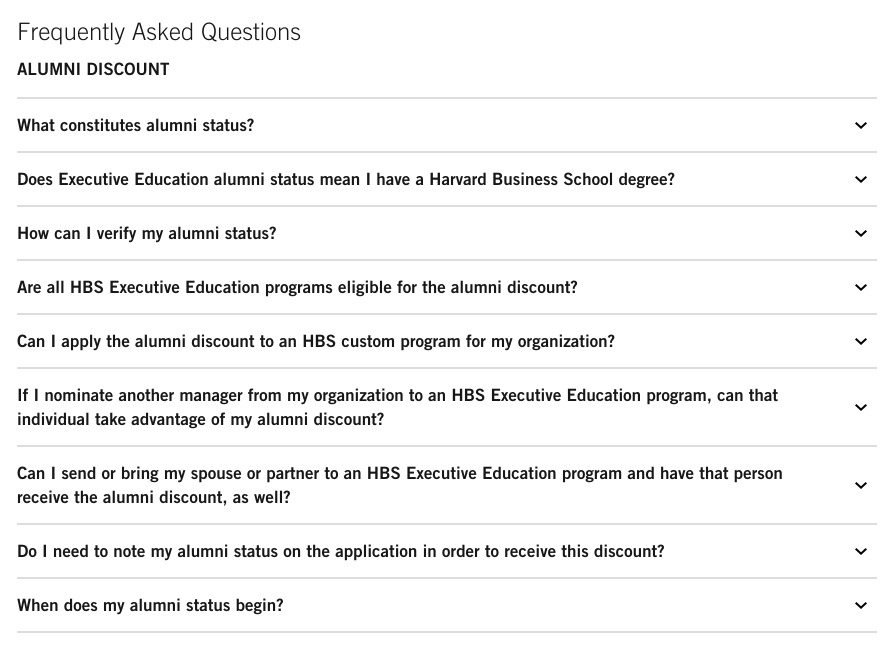 Frequently Asked Questions
ALUMNI DISCOUNT
What constitutes alumni status?
Does Executive Education alumni status mean I have a Harvard Business School degree?
How can I verify my alumni status?
Are all HBS Executive Education programs eligible for the alumni discount?
Can I apply the alumni discount to an HBS custom program for my organization?
If I nominate another manager from my organization to an HBS Executive Education program, can that
individual take advantage of my alumni discount?
Can I send or bring my spouse or partner to an HBS Executive Education program and have that person
receive the alumni discount, as well?
Do I need to note my alumni status on the application in order to receive this discount?
When does my alumni status begin?